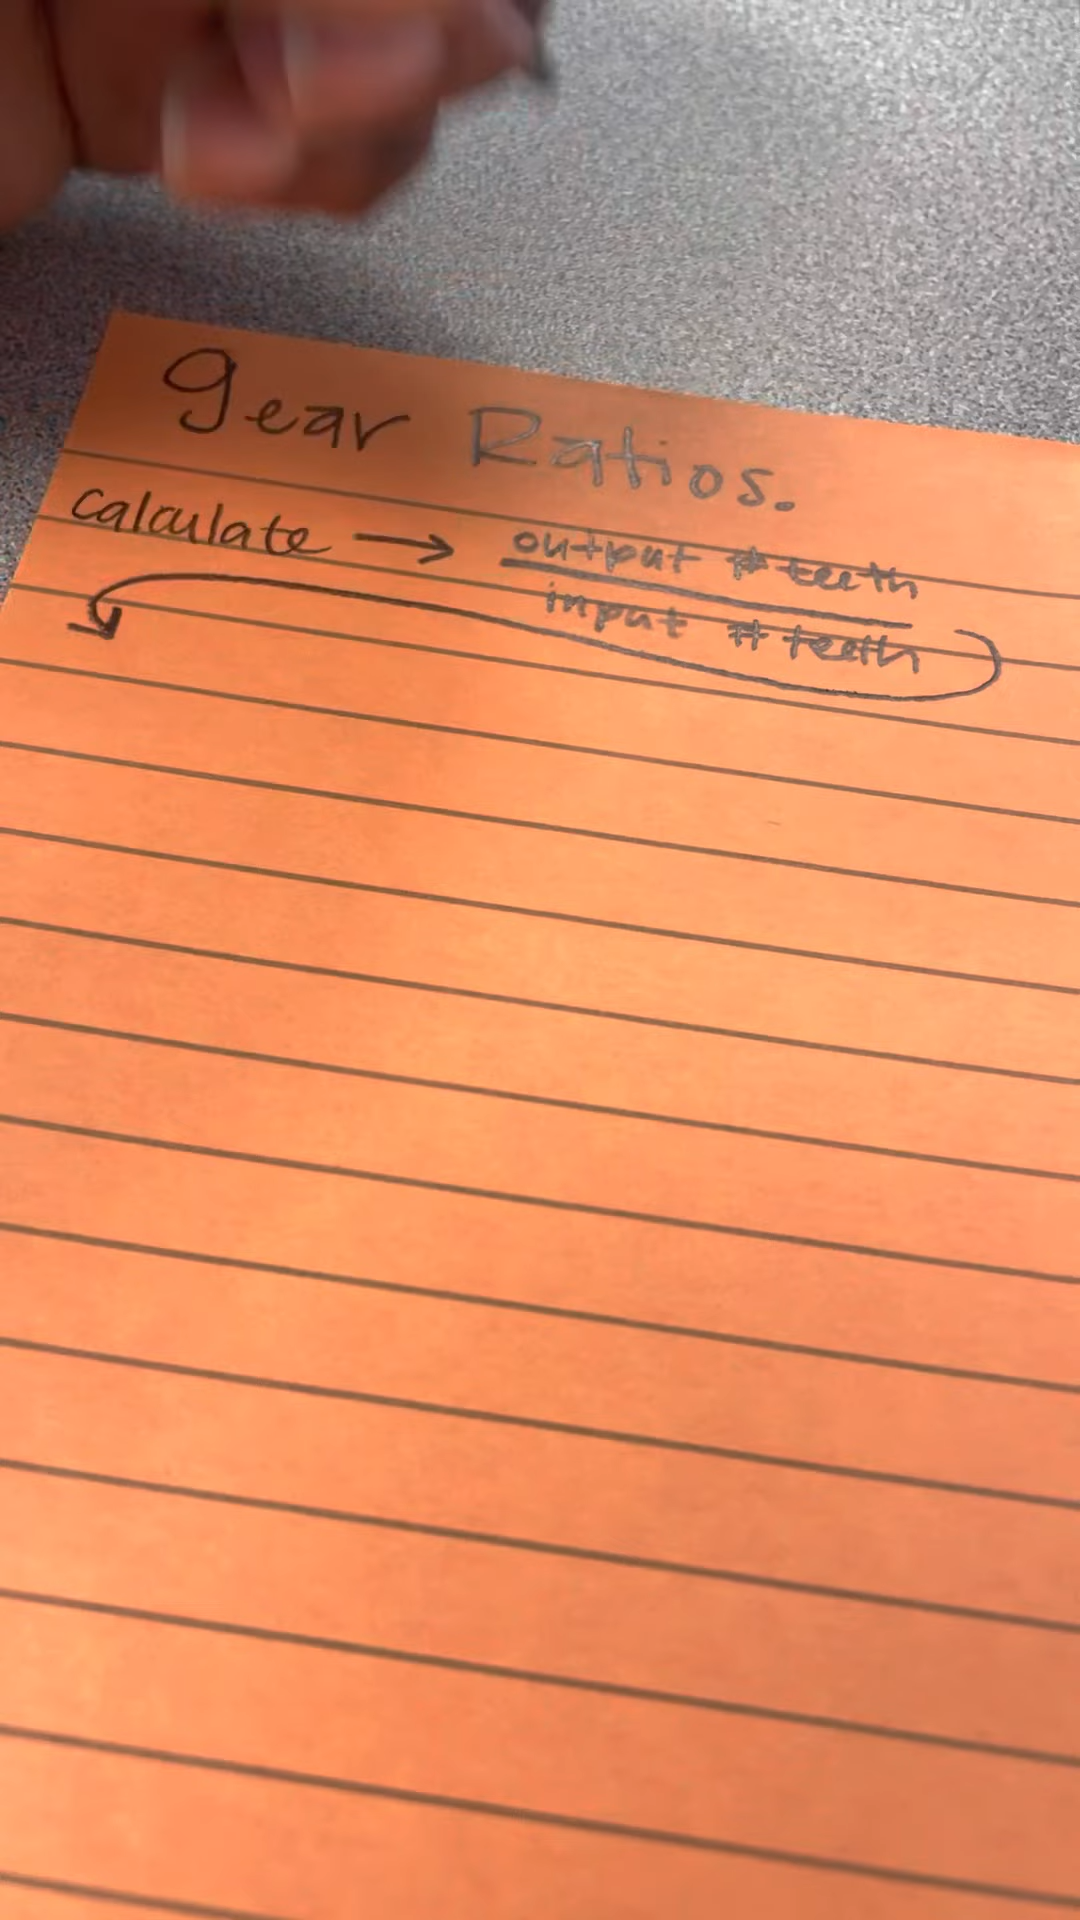 gear Ratios.
calculate → output # teeth
input # teeth